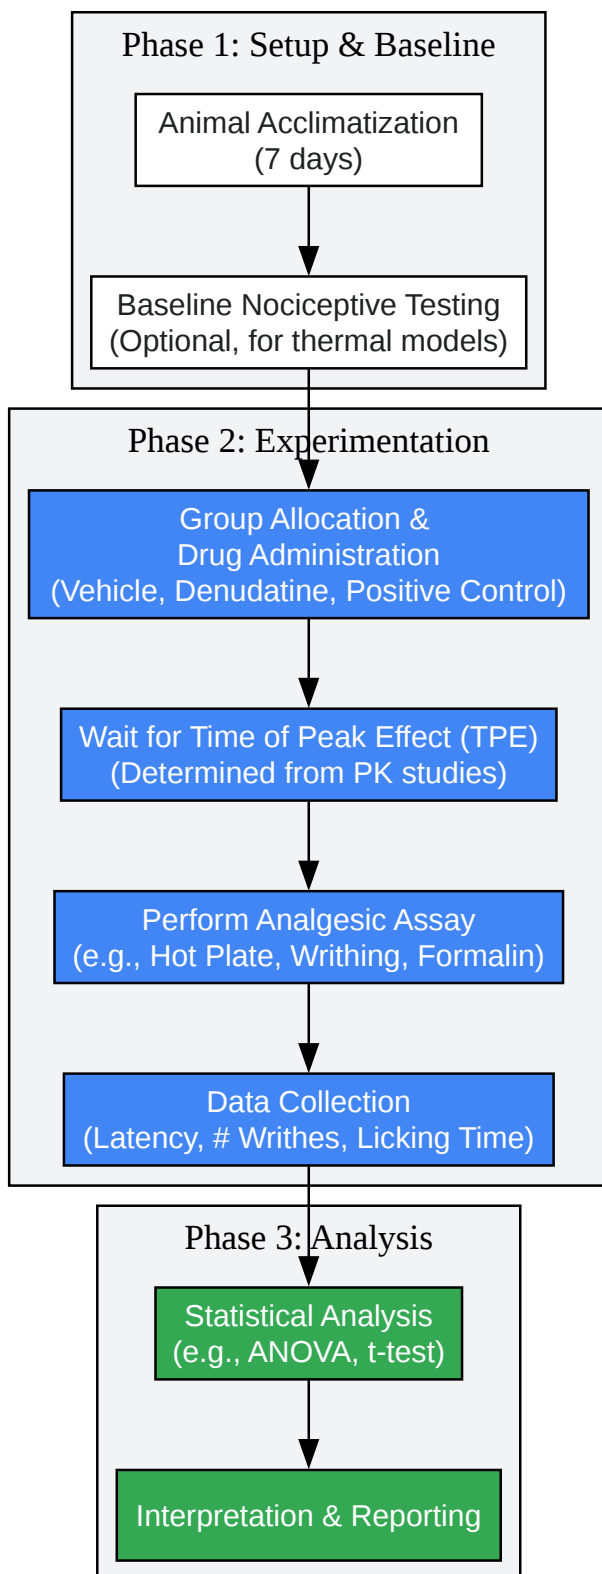 Phase 1: Setup & Baseline
Animal Acclimatization
(7 days)
Baseline Nociceptive Testing
(Optional, for thermal models)
Phase 2: Experimentation
Group Allocation &
Drug Administration
(Vehicle, Denudatine, Positive Control)
Wait for Time of Peak Effect (TPE)
(Determined from PK studies)
Perform Analgesic Assay
(e.g., Hot Plate, Writhing, Formalin)
Data Collection
(Latency, # Writhes, Licking Time)
Phase 3: Analysis
Statistical Analysis
(e.g., ANOVA, t-test)
Interpretation & Reporting